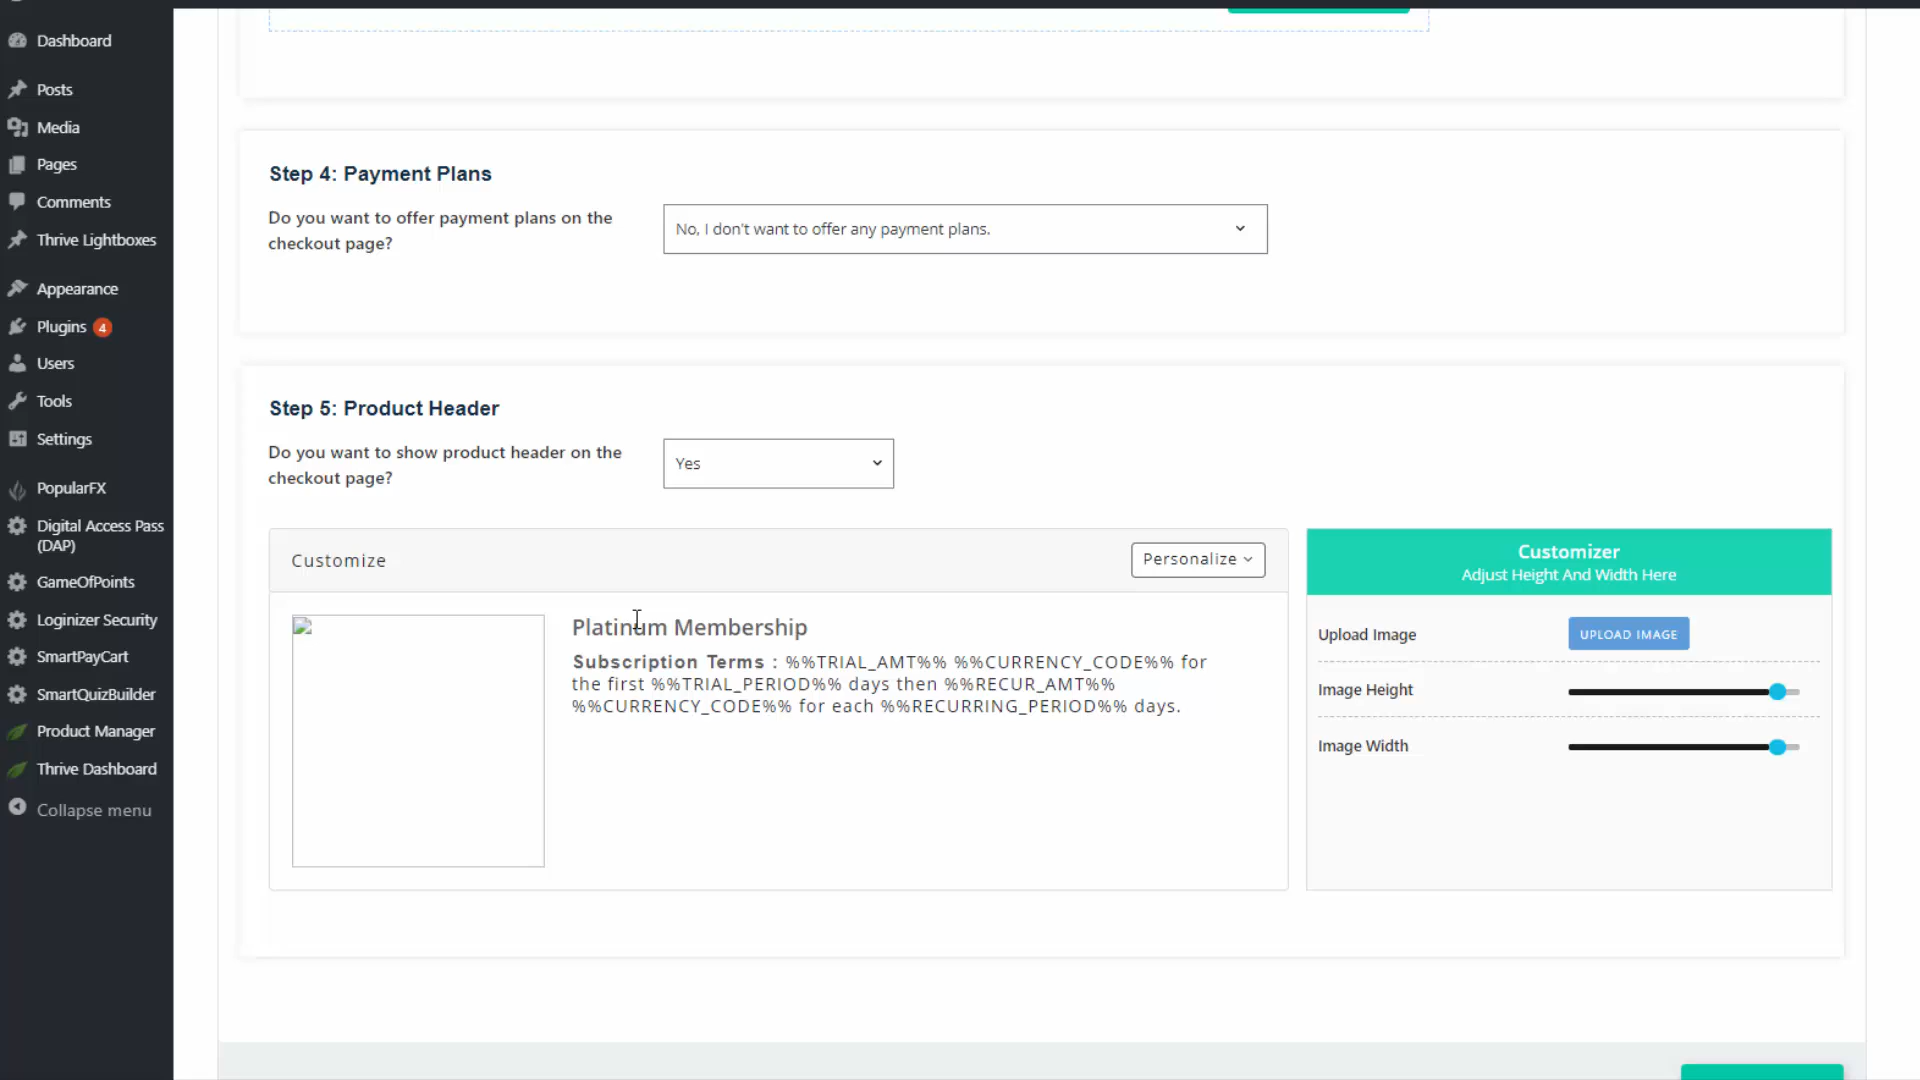 Dashboard
Posts
Media
Pages
Comments
Thrive Lightboxes
Appearance
Plugins 4
Users
Tools
Settings
PopularFX
Digital Access Pass
(DAP)
GameOfPoints
Loginizer Security
SmartPayCart
SmartQuizBuilder
Product Manager
Thrive Dashboard
Collapse menu
Step 4: Payment Plans
Do you want to offer payment plans on the
checkout page?
No, I don't want to offer any payment plans.
Step 5: Product Header
Do you want to show product header on the
checkout page?
Yes
Customize
Personalize
Platinum Membership
Subscription Terms : %%TRIAL_AMT%% %%CURRENCY_CODE%% for
the first %%TRIAL_PERIOD%% days then %%RECUR_AMT%%
%%CURRENCY_CODE%% for each %%RECURRING_PERIOD%% days.
Customizer
Adjust Height And Width Here
Upload Image
UPLOAD IMAGE
Image Height
Image Width